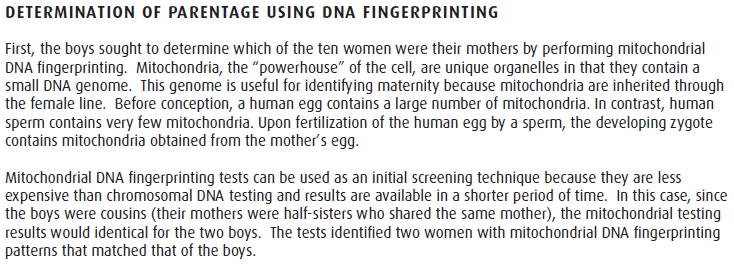 DETERMINATION OF PARENTAGE USING DNA FINGERPRINTING
First, the boys sought to determine which of the ten women were their mothers by performing mitochondrial
DNA fingerprinting. Mitochondria, the “powerhouse” of the cell, are unique organelles in that they contain a
small DNA genome. This genome is useful for identifying maternity because mitochondria are inherited through
the female line. Before conception, a human egg contains a large number of mitochondria. In contrast, human
sperm contains very few mitochondria. Upon fertilization of the human egg by a sperm, the developing zygote
contains mitochondria obtained from the mother’s egg.
Mitochondrial DNA fingerprinting tests can be used as an initial screening technique because they are less
expensive than chromosomal DNA testing and results are available in a shorter period of time. In this case, since
the boys were cousins (their mothers were half-sisters who shared the same mother), the mitochondrial testing
results would identical for the two boys. The tests identified two women with mitochondrial DNA fingerprinting
patterns that matched that of the boys.